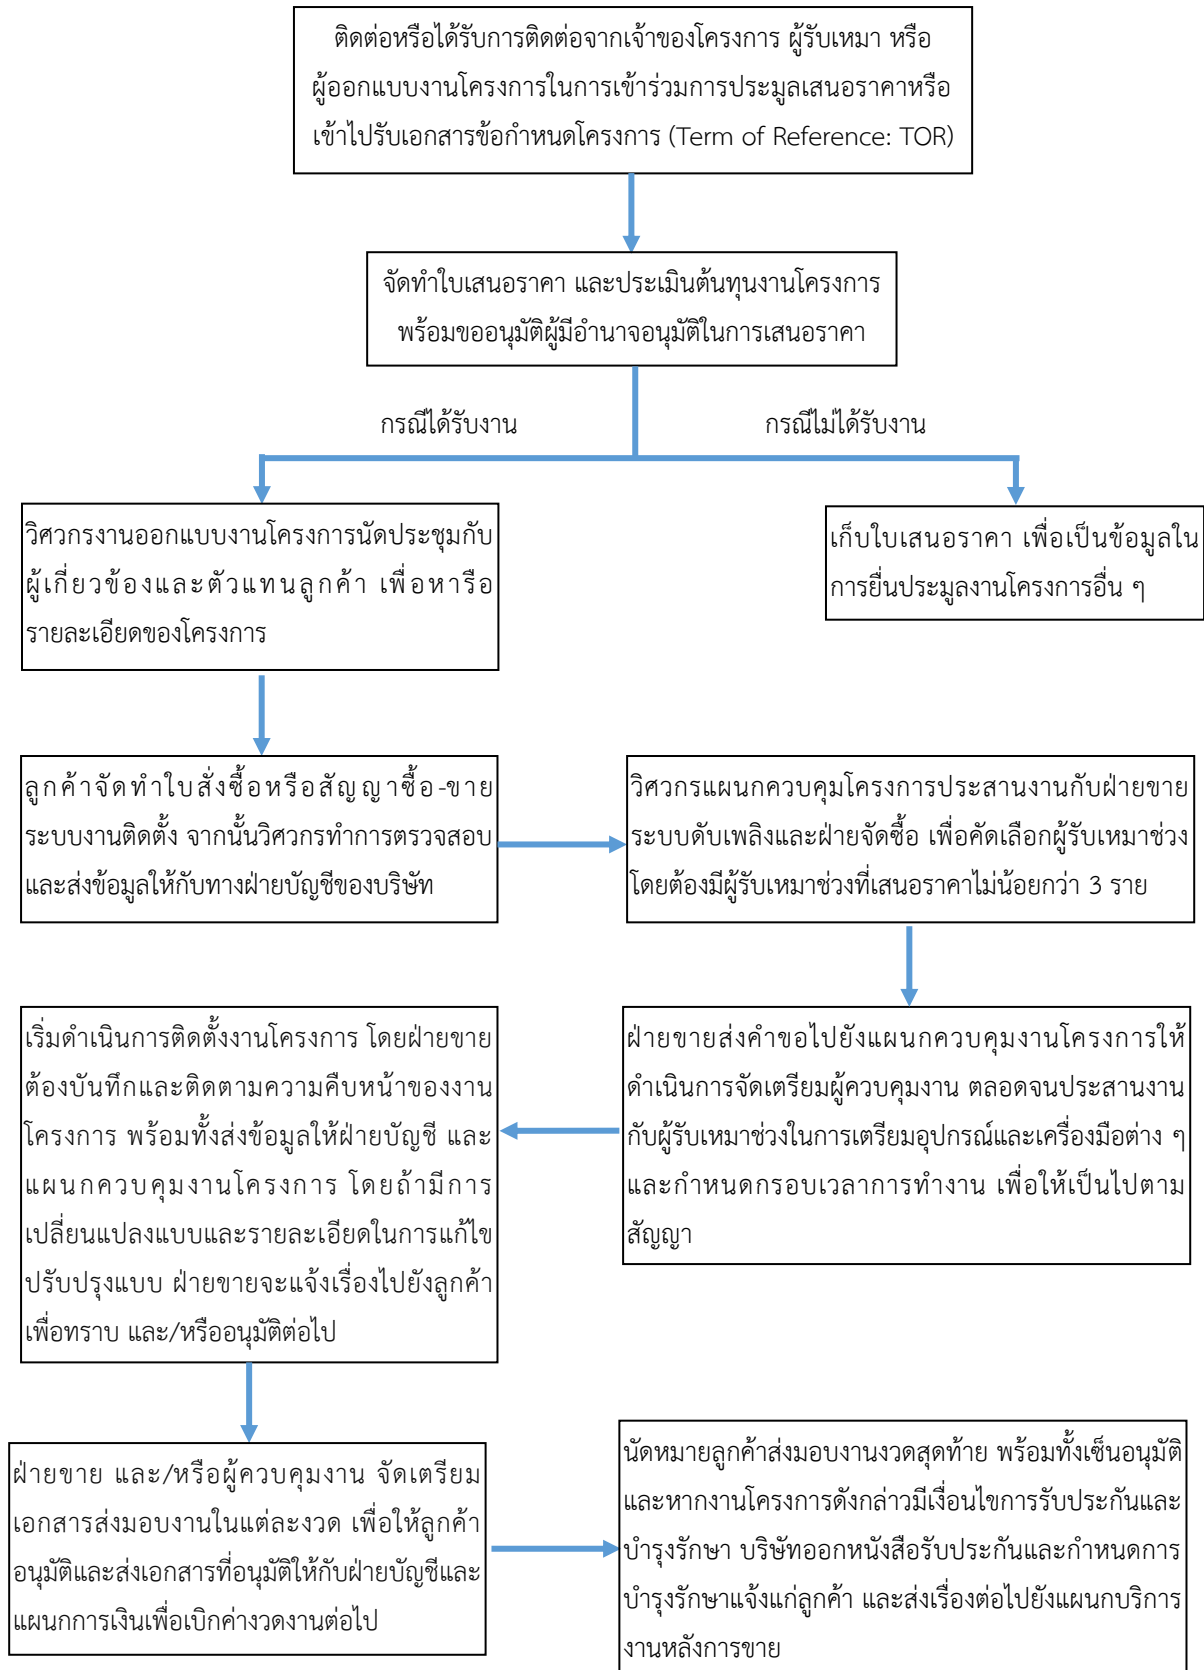 ติดต่อหรือได้รับการติดต่อจากเจ้าของโครงการ ผู้รับเหมา หรือ
ผู้ออกแบบงานโครงการในการเข้าร่วมการประมูลเสนอราคาหรือ
เข้าไปรับเอกสารข้อกำหนดโครงการ (Term of Reference: TOR)
จัดทำใบเสนอราคา และประเมินต้นทุนงานโครงการ
พร้อมขออนุมัติผู้มีอำนาจอนุมัติในการเสนอราคา
กรณีได้รับงาน
กรณีไม่ได้รับงาน
วิศวกรงานออกแบบงานโครงการนัดประชุมกับ
ผู้เกี่ยวข้องและตัวแทนลูกค้า เพื่อหารือ
รายละเอียดของโครงการ
เก็บใบเสนอราคา เพื่อเป็นข้อมูลใน
การยื่นประมูลงานโครงการอื่น ๆ
ลูกค้าจัดทำใบสั่งซื้อหรือสัญญาซื้อ-ขาย
ระบบงานติดตั้ง จากนั้นวิศวกรทำการตรวจสอบ
และส่งข้อมูลให้กับทางฝ่ายบัญชีของบริษัท
วิศวกรแผนกควบคุมโครงการประสานงานกับฝ่ายขาย
ระบบดับเพลิงและฝ่ายจัดซื้อ เพื่อคัดเลือกผู้รับเหมาช่วง
โดยต้องมีผู้รับเหมาช่วงที่เสนอราคาไม่น้อยกว่า 3 ราย
ฝ่ายขายส่งคำขอไปยังแผนกควบคุมงานโครงการให้
ดำเนินการจัดเตรียมผู้ควบคุมงาน ตลอดจนประสานงาน
กับผู้รับเหมาช่วงในการเตรียมอุปกรณ์และเครื่องมือต่าง ๆ
และกำหนดกรอบเวลาการทำงาน เพื่อให้เป็นไปตาม
สัญญา
เริ่มดำเนินการติดตั้งงานโครงการ โดยฝ่ายขาย
ต้องบันทึกและติดตามความคืบหน้าของงาน
โครงการ พร้อมทั้งส่งข้อมูลให้ฝ่ายบัญชี และ
แผนกควบคุมงานโครงการ โดยถ้ามีการ
เปลี่ยนแปลงแบบและรายละเอียดในการแก้ไข
ปรับปรุงแบบ ฝ่ายขายจะแจ้งเรื่องไปยังลูกค้า
เพื่อทราบ และ/หรืออนุมัติต่อไป
ฝ่ายขาย และ/หรือผู้ควบคุมงาน จัดเตรียม
เอกสารส่งมอบงานในแต่ละงวด เพื่อให้ลูกค้า
อนุมัติและส่งเอกสารที่อนุมัติให้กับฝ่ายบัญชีและ
แผนกการเงินเพื่อเบิกค่างวดงานต่อไป
นัดหมายลูกค้าส่งมอบงานงวดสุดท้าย พร้อมทั้งเซ็นอนุมัติ
และหากงานโครงการดังกล่าวมีเงื่อนไขการรับประกันและ
บำรุงรักษา บริษัทออกหนังสือรับประกันและกำหนดการ
บำรุงรักษาแจ้งแก่ลูกค้า และส่งเรื่องต่อไปยังแผนกบริการ
งานหลังการขาย